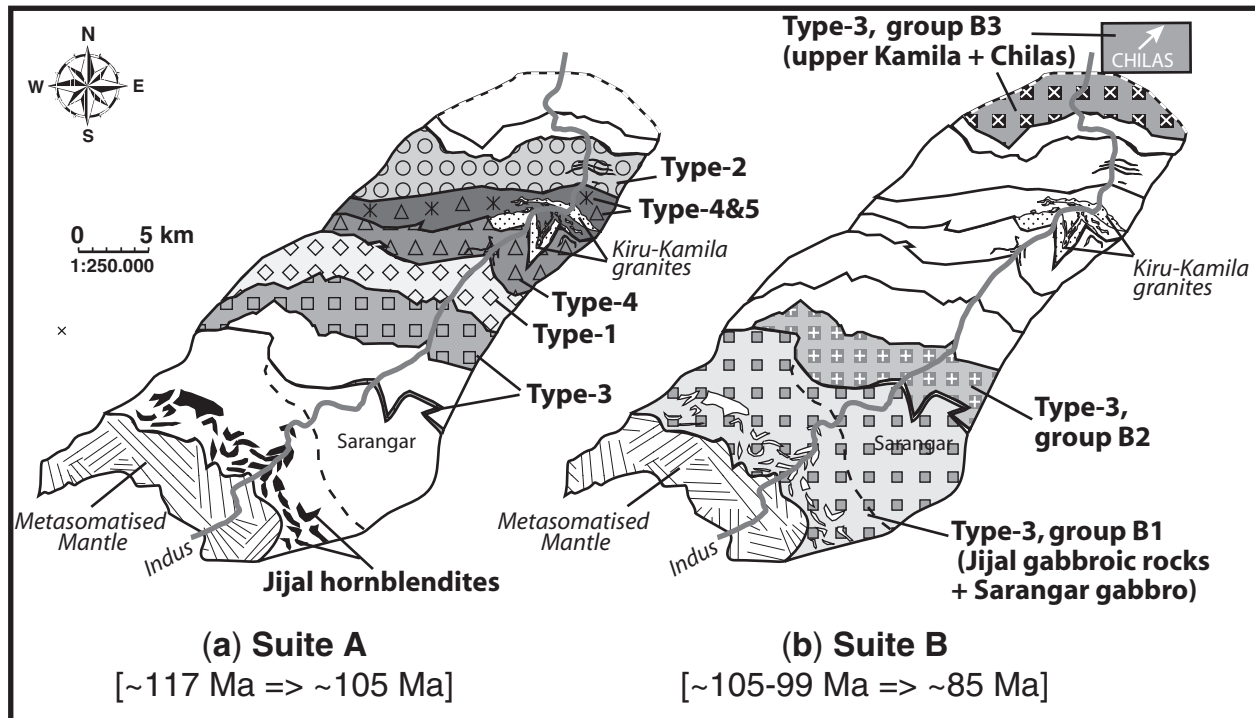 N
W
E
S
0 5 km
1:250.000
Type-2
Type-4&5
Kiru-Kamila
granites
Type-4
Type-1
Type-3
Sarangar
Metasomatised
Mantle
Indus
Jijal hornblendites
(a) Suite A
[~117 Ma => ~105 Ma]
Type-3, group B3
(upper Kamila + Chilas)
CHILAS
Kiru-Kamila
granites
Type-3,
group B2
Sarangar
Metasomatised
Mantle
Indus
Type-3, group B1
(Jijal gabbroic rocks
+ Sarangar gabbro)
(b) Suite B
[~105-99 Ma => ~85 Ma]